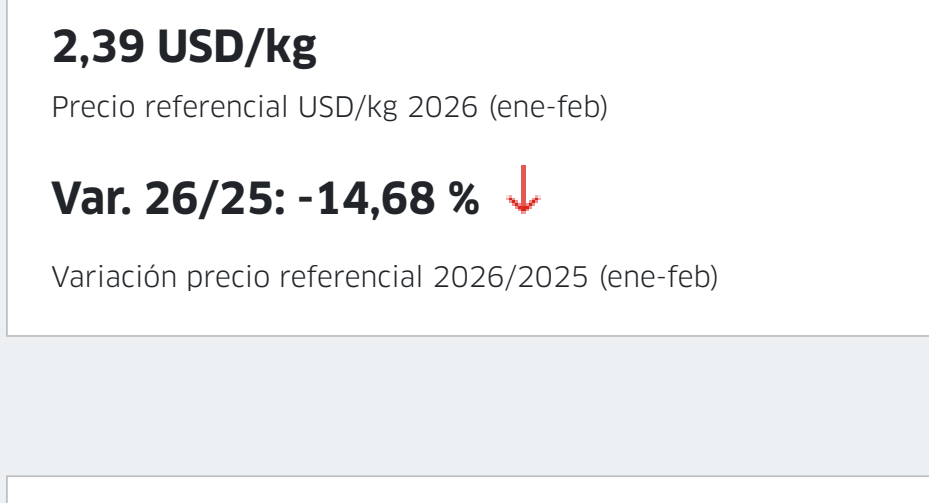 2,39 USD/kg
Precio referencial USD/kg 2026 (ene-feb)
Var. 26/25: -14,68 %
Variación precio referencial 2026/2025 (ene-feb)